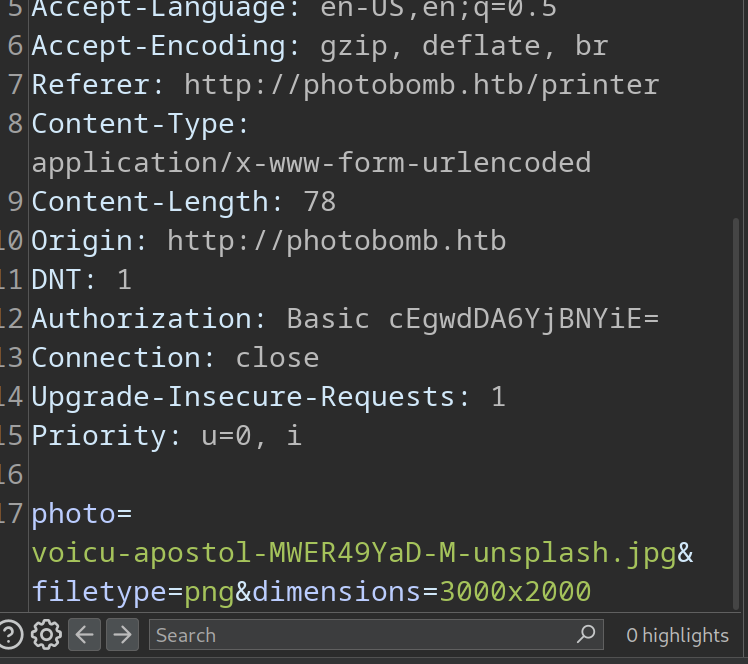 5 Accept-Language: en-US,en;q=0.5
6 Accept-Encoding: gzip, deflate, br
7 Referer: http://photobomb.htb/printer
8 Content-Type:
application/x-www-form-urlencoded
9 Content-Length: 78
10 Origin: http://photobomb.htb
11 DNT: 1
12 Authorization: Basic cEgwdDA6YjBNYiE=
13 Connection: close
14 Upgrade-Insecure-Requests: 1
15 Priority: u=0, i
16
17 photo=
voicu-apostol-MWER49YaD-M-unsplash.jpg&
filetype=png&dimensions=3000x2000
? Search 0 highlights